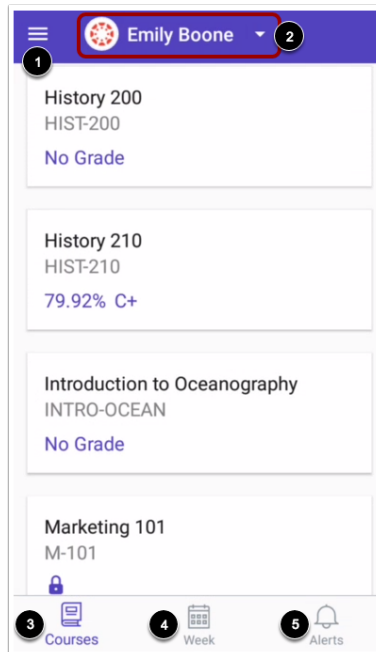 Emily Boone
2
1
History 200
HIST-200
No Grade
History 210
HIST-210
79.92% C+
Introduction to Oceanography
INTRO-OCEAN
No Grade
Marketing 101
M-101
3
4
5
Courses
Week
Alerts